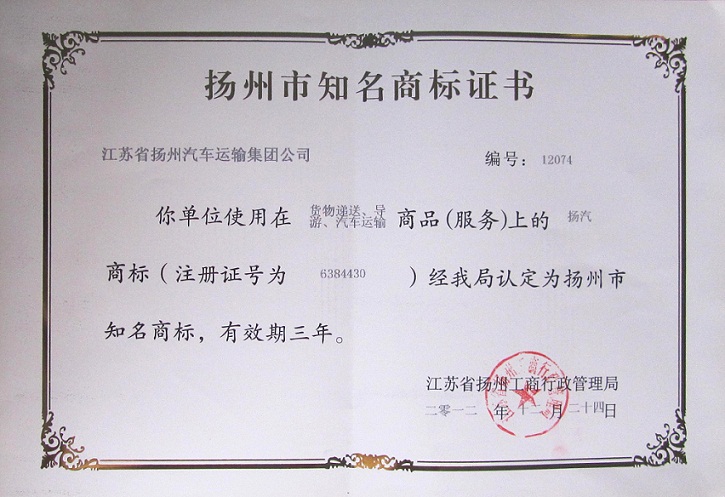 扬州市知名商标证书
江苏省扬州汽车运输集团公司 编号：12074
你单位使用在 货物递送、导游、汽车运输 商品(服务)上的 扬汽
商标(注册证号为 6384430 )经我局认定为扬州市
知名商标，有效期三年。
江苏省扬州工商行政管理局
二零一二 年 十二 月 二十四 日